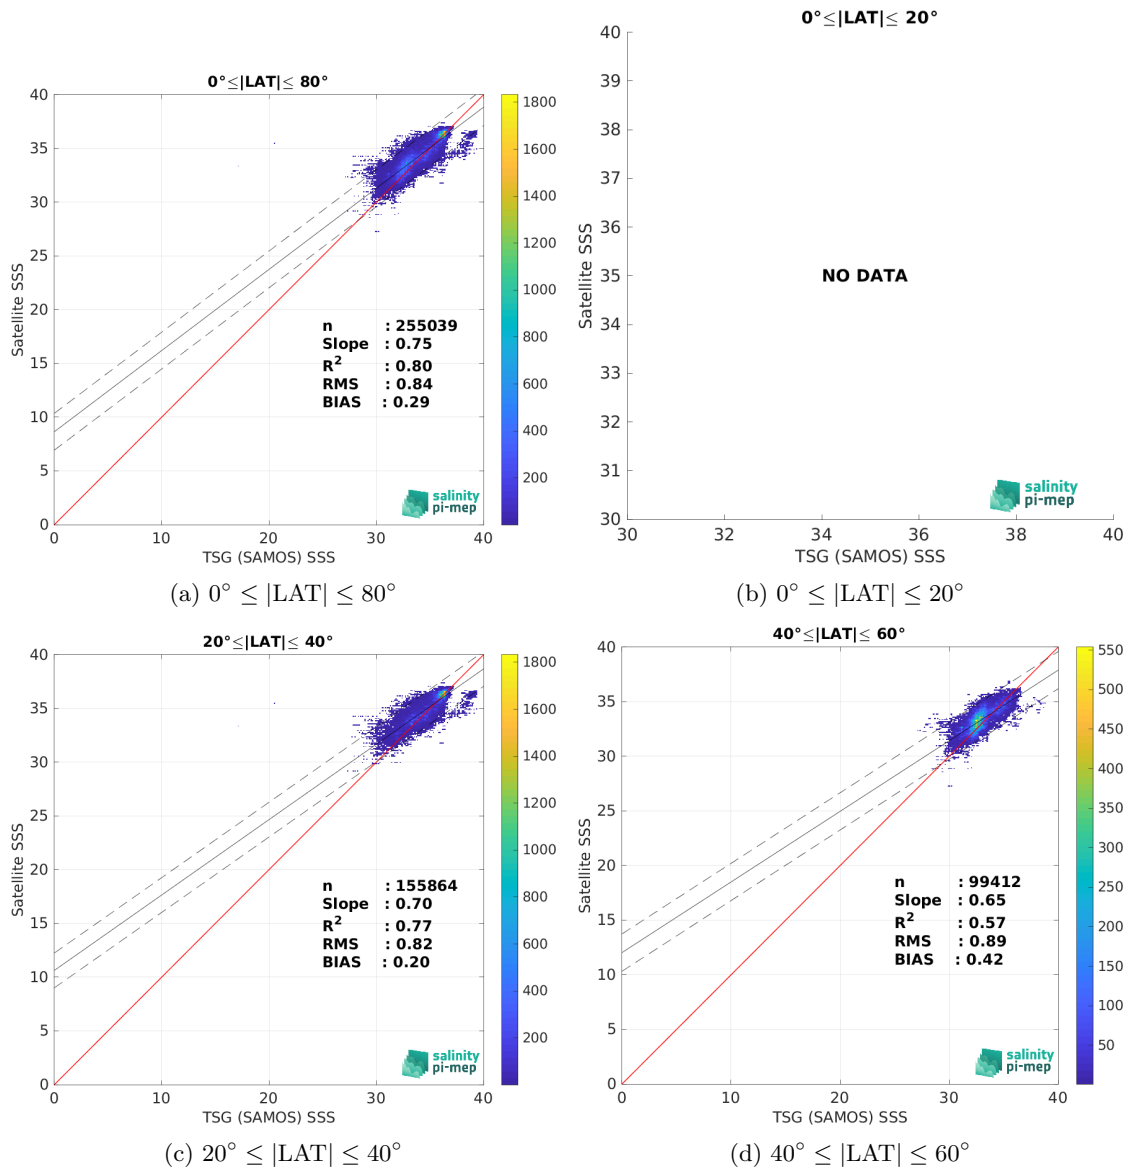 0°≤|LAT|≤ 80°
40
35
30
25
20
15
10
5
0
Satellite SSS
n : 255039
Slope : 0.75
R² : 0.80
RMS : 0.84
BIAS : 0.29
salinity
pi-mep
0 10 20 30 40
TSG (SAMOS) SSS
1800
1600
1400
1200
1000
800
600
400
200
(a) 0° ≤ |LAT| ≤ 80°
0°≤|LAT|≤ 20°
40
39
38
37
36
35
34
33
32
31
30
Satellite SSS
NO DATA
salinity
pi-mep
30 32 34 36 38 40
TSG (SAMOS) SSS
(b) 0° ≤ |LAT| ≤ 20°
20°≤|LAT|≤ 40°
40
35
30
25
20
15
10
5
0
Satellite SSS
n : 155864
Slope : 0.70
R² : 0.77
RMS : 0.82
BIAS : 0.20
salinity
pi-mep
0 10 20 30 40
TSG (SAMOS) SSS
1800
1600
1400
1200
1000
800
600
400
200
(c) 20° ≤ |LAT| ≤ 40°
40°≤|LAT|≤ 60°
40
35
30
25
20
15
10
5
0
Satellite SSS
n : 99412
Slope : 0.65
R² : 0.57
RMS : 0.89
BIAS : 0.42
salinity
pi-mep
0 10 20 30 40
TSG (SAMOS) SSS
550
500
450
400
350
300
250
200
150
100
50
(d) 40° ≤ |LAT| ≤ 60°